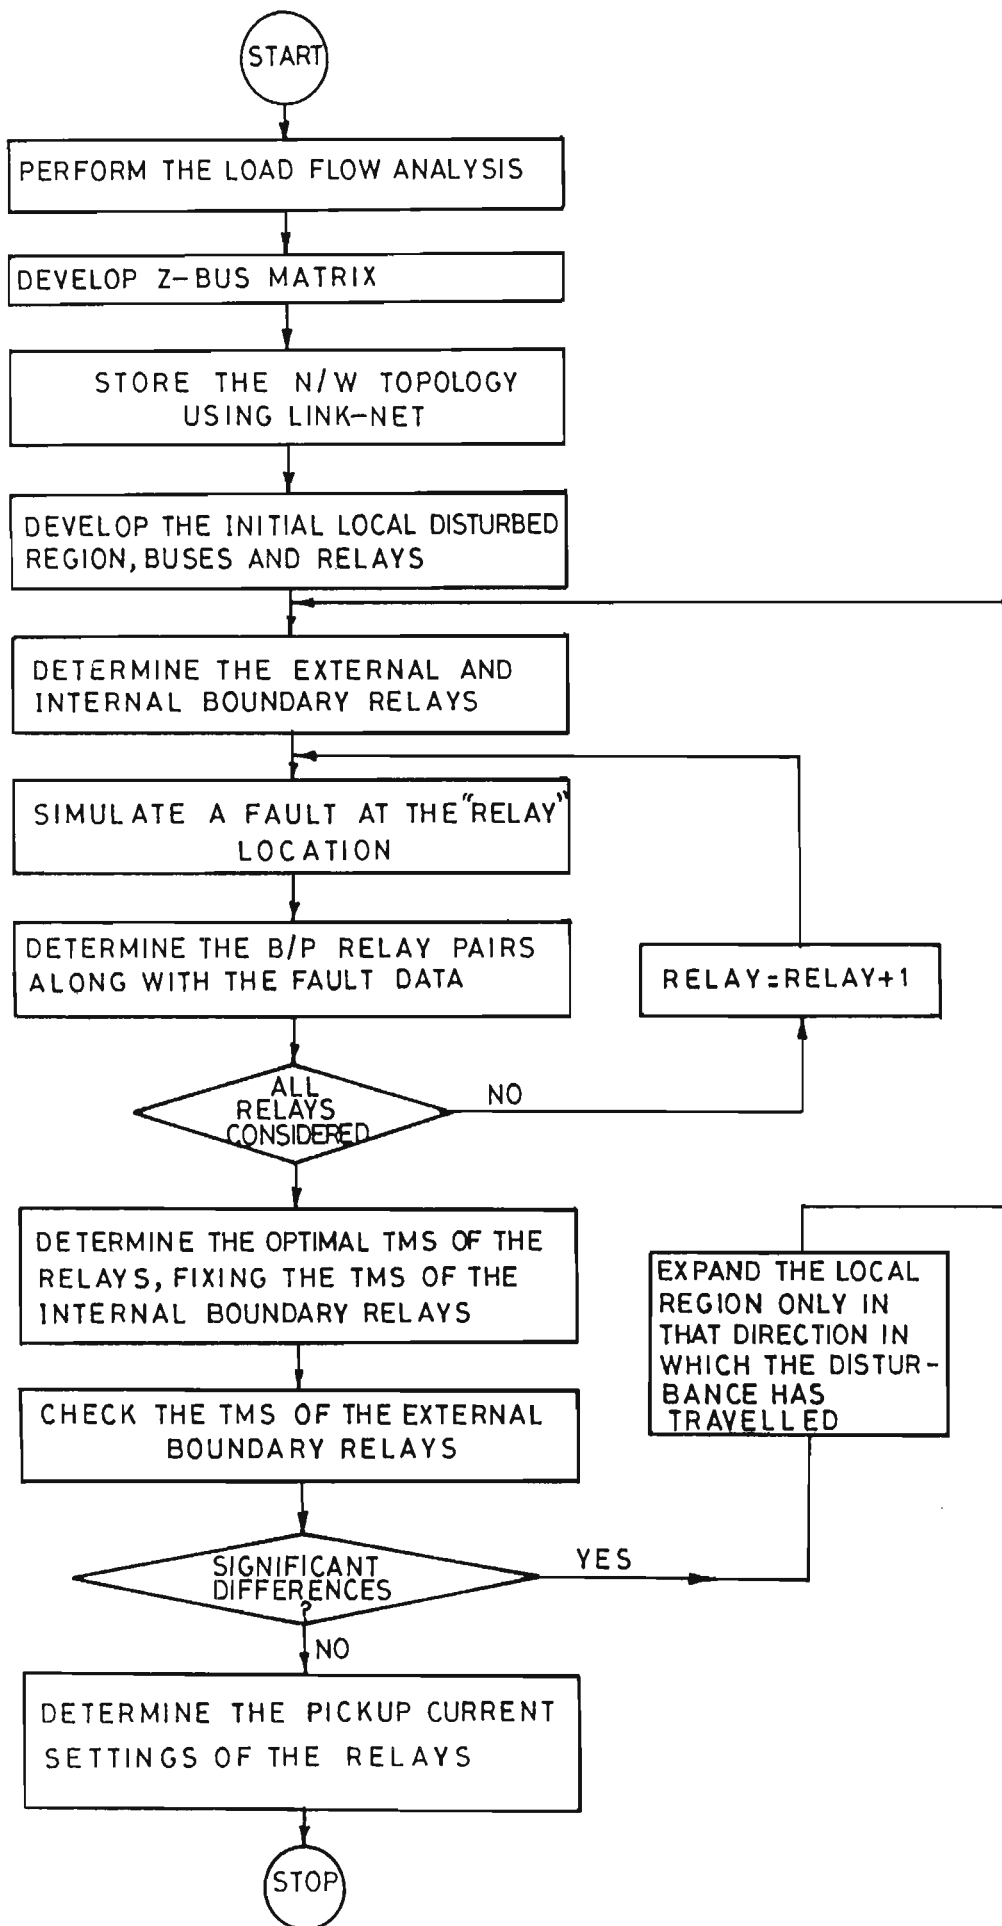 START
PERFORM THE LOAD FLOW ANALYSIS
DEVELOP Z-BUS MATRIX
STORE THE N/W TOPOLOGY
USING LINK-NET
DEVELOP THE INITIAL LOCAL DISTURBED
REGION, BUSES AND RELAYS
DETERMINE THE EXTERNAL AND
INTERNAL BOUNDARY RELAYS
SIMULATE A FAULT AT THE "RELAY"
LOCATION
DETERMINE THE B/P RELAY PAIRS
ALONG WITH THE FAULT DATA
RELAY=RELAY+1
ALL
RELAYS
CONSIDERED
NO
DETERMINE THE OPTIMAL TMS OF THE
RELAYS, FIXING THE TMS OF THE
INTERNAL BOUNDARY RELAYS
EXPAND THE LOCAL
REGION ONLY IN
THAT DIRECTION IN
WHICH THE DISTUR-
BANCE HAS
TRAVELLED
CHECK THE TMS OF THE EXTERNAL
BOUNDARY RELAYS
SIGNIFICANT
DIFFERENCES
?
YES
NO
DETERMINE THE PICKUP CURRENT
SETTINGS OF THE RELAYS
STOP